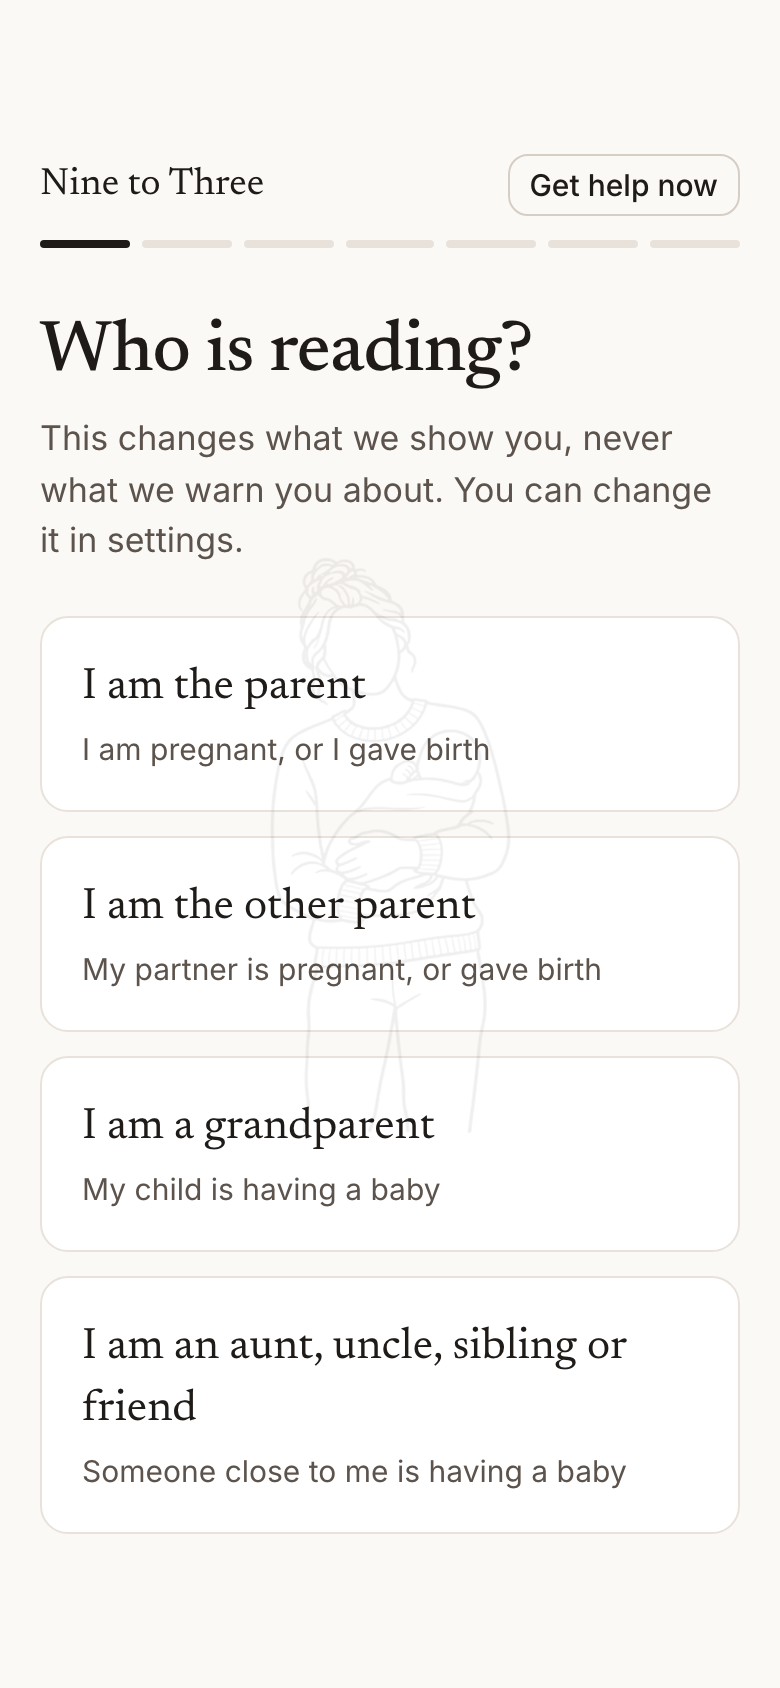 Nine to Three
Get help now
Who is reading?
This changes what we show you, never
what we warn you about. You can change
it in settings.
I am the parent
I am pregnant, or I gave birth
I am the other parent
My partner is pregnant, or gave birth
I am a grandparent
My child is having a baby
I am an aunt, uncle, sibling or
friend
Someone close to me is having a baby